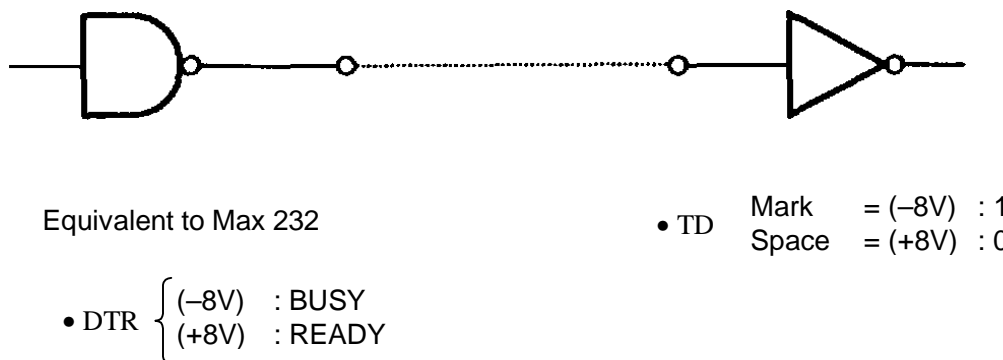 Equivalent to Max 232
• TD Mark = (–8V) : 1
Space = (+8V) : 0
• DTR (–8V) : BUSY
(+8V) : READY